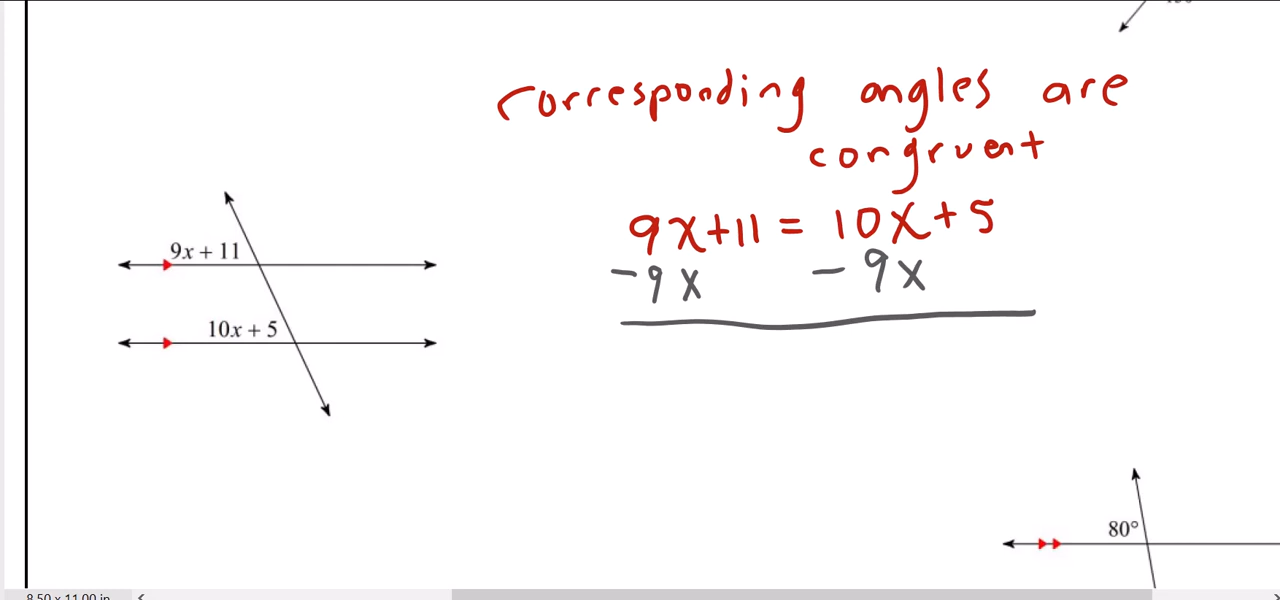 corresponding angles are
congruent
9x+11 = 10x+5
-9x -9x
9x + 11
10x + 5
80°
8.50 x 11.00 in